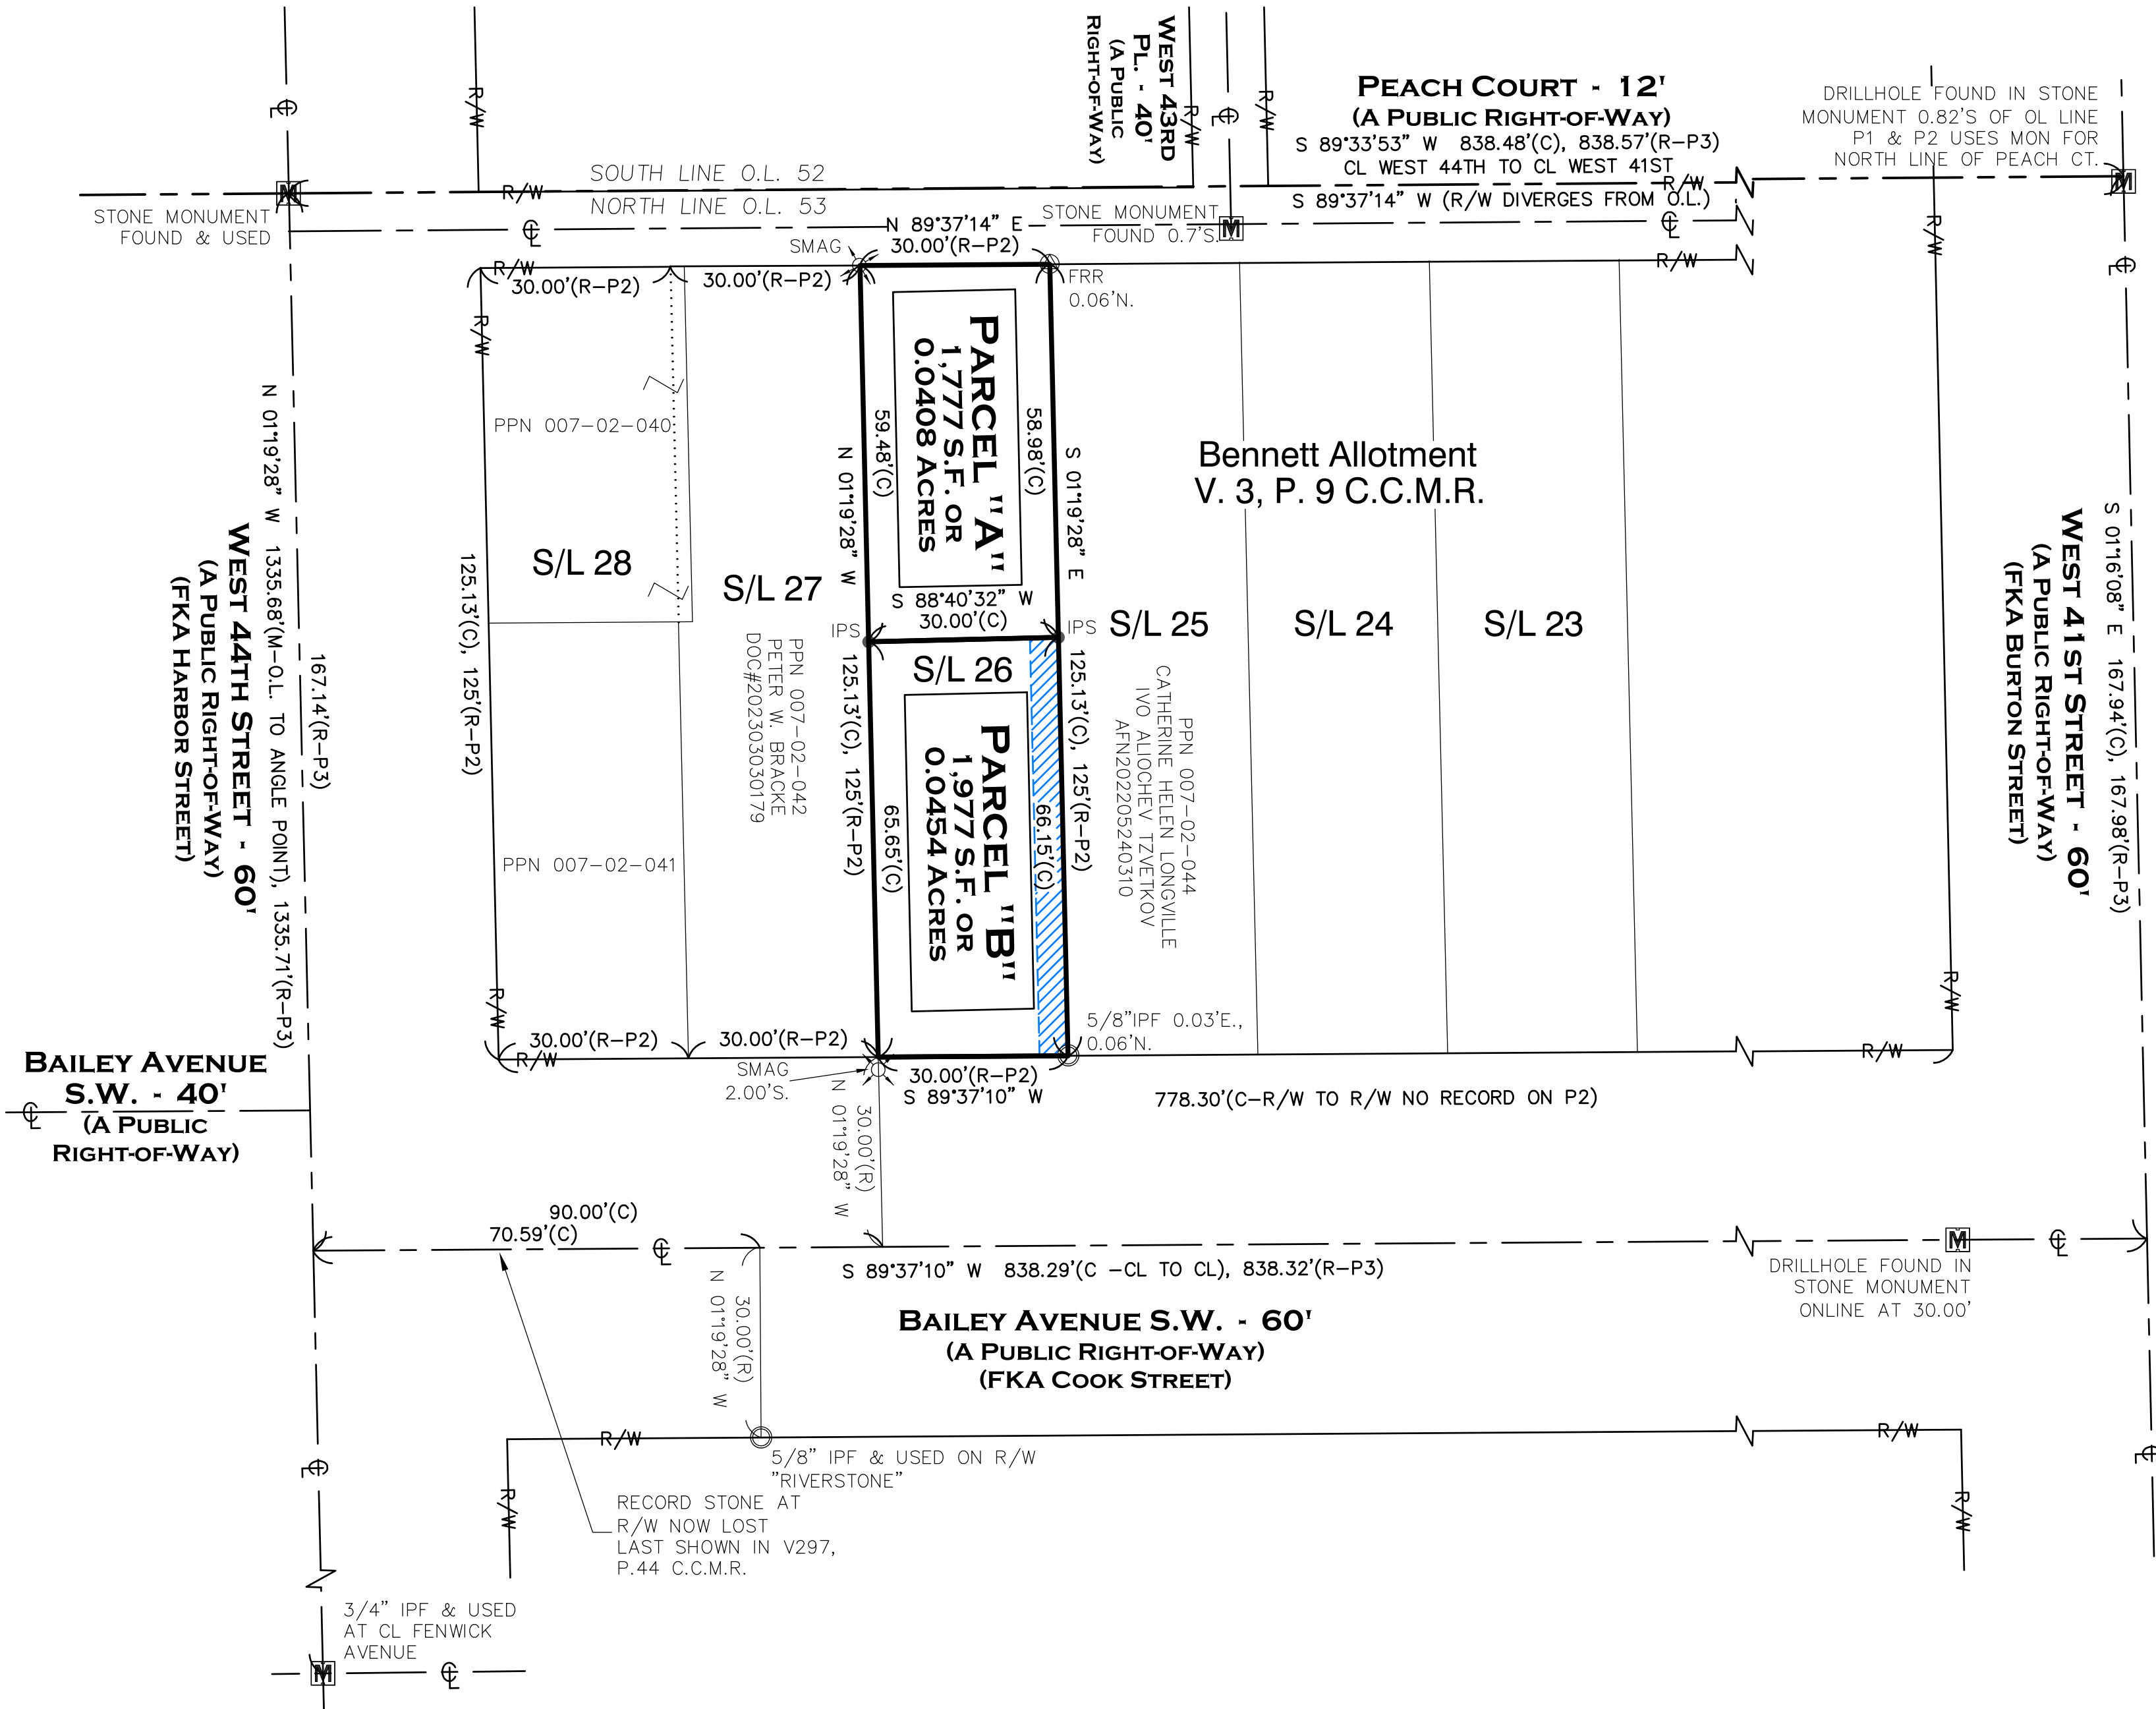 WEST 43RD
PL. - 40'
(A PUBLIC
RIGHT-OF-WAY)
R/W
R/W
R/W
PEACH COURT - 12'
(A PUBLIC RIGHT-OF-WAY)
S 89°33'53" W 838.48'(C), 838.57'(R-P3)
CL WEST 44TH TO CL WEST 41ST
R/W
S 89°37'14" W (R/W DIVERGES FROM O.L.)
DRILLHOLE FOUND IN STONE
MONUMENT 0.82'S OF OL LINE
P1 & P2 USES MON FOR
NORTH LINE OF PEACH CT.
M
M
SOUTH LINE O.L. 52
R/W
NORTH LINE O.L. 53
STONE MONUMENT
FOUND & USED
N 89°37'14" E
30.00'(R-P2)
STONE MONUMENT
FOUND 0.7'S.
M
SMAG
R/W
30.00'(R-P2)
30.00'(R-P2)
FRR
0.06'N.
R/W
R/W
R/W
PARCEL "A"
1,777 S.F. OR
0.0408 ACRES
59.48'(C)
58.98'(C)
N 01°19'28" W
S 01°19'28" E
PPN 007-02-040
Bennett Allotment
V. 3, P. 9 C.C.M.R.
S/L 28
S/L 27
S 88°40'32" W
30.00'(C)
IPS
IPS
S/L 25
S/L 24
S/L 23
S/L 26
N 01°19'28" W 1335.68'(M-O.L. TO ANGLE POINT), 1335.71'(R-P3)
167.14'(R-P3)
WEST 44TH STREET - 60'
(A PUBLIC RIGHT-OF-WAY)
(FKA HARBOR STREET)
125.13'(C), 125'(R-P2)
PPN 007-02-042
PETER W. BRACKE
DOC#202303030179
125.13'(C), 125'(R-P2)
65.65'(C)
PARCEL "B"
1,977 S.F. OR
0.0454 ACRES
66.15'(C)
125.13'(C), 125'(R-P2)
PPN 007-02-044
CATHERINE HELEN LONGVILLE
IVO ALIOCHEV TZVETKOV
AFN202205240310
S 01°16'08" E 167.94'(C), 167.98'(R-P3)
WEST 41ST STREET - 60'
(A PUBLIC RIGHT-OF-WAY)
(FKA BURTON STREET)
PPN 007-02-041
R/W
R/W
R/W
30.00'(R-P2)
30.00'(R-P2)
SMAG
2.00'S.
30.00'(R-P2)
S 89°37'10" W
5/8"IPF 0.03'E.,
0.06'N.
R/W
778.30'(C-R/W TO R/W NO RECORD ON P2)
BAILEY AVENUE
S.W. - 40'
(A PUBLIC
RIGHT-OF-WAY)
30.00'(R)
N 01°19'28" W
90.00'(C)
70.59'(C)
S 89°37'10" W 838.29'(C -CL TO CL), 838.32'(R-P3)
M
DRILLHOLE FOUND IN
STONE MONUMENT
ONLINE AT 30.00'
30.00'(R)
N 01°19'28" W
BAILEY AVENUE S.W. - 60'
(A PUBLIC RIGHT-OF-WAY)
(FKA COOK STREET)
R/W
R/W
R/W
R/W
5/8" IPF & USED ON R/W
"RIVERSTONE"
RECORD STONE AT
R/W NOW LOST
LAST SHOWN IN V297,
P.44 C.C.M.R.
3/4" IPF & USED
AT CL FENWICK
AVENUE
M